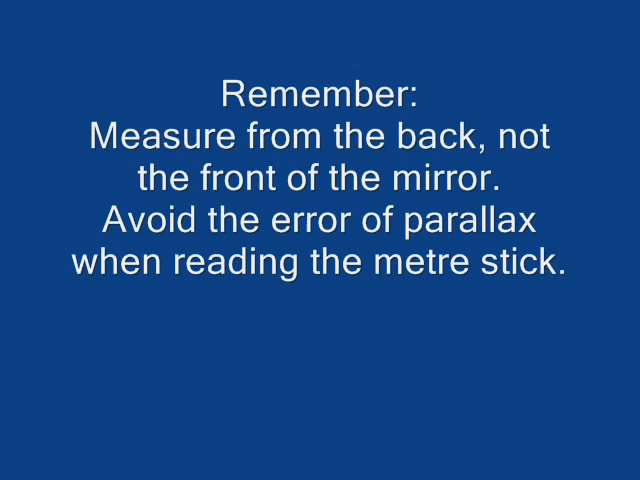 Remember:
Measure from the back, not
the front of the mirror.
Avoid the error of parallax
when reading the metre stick.